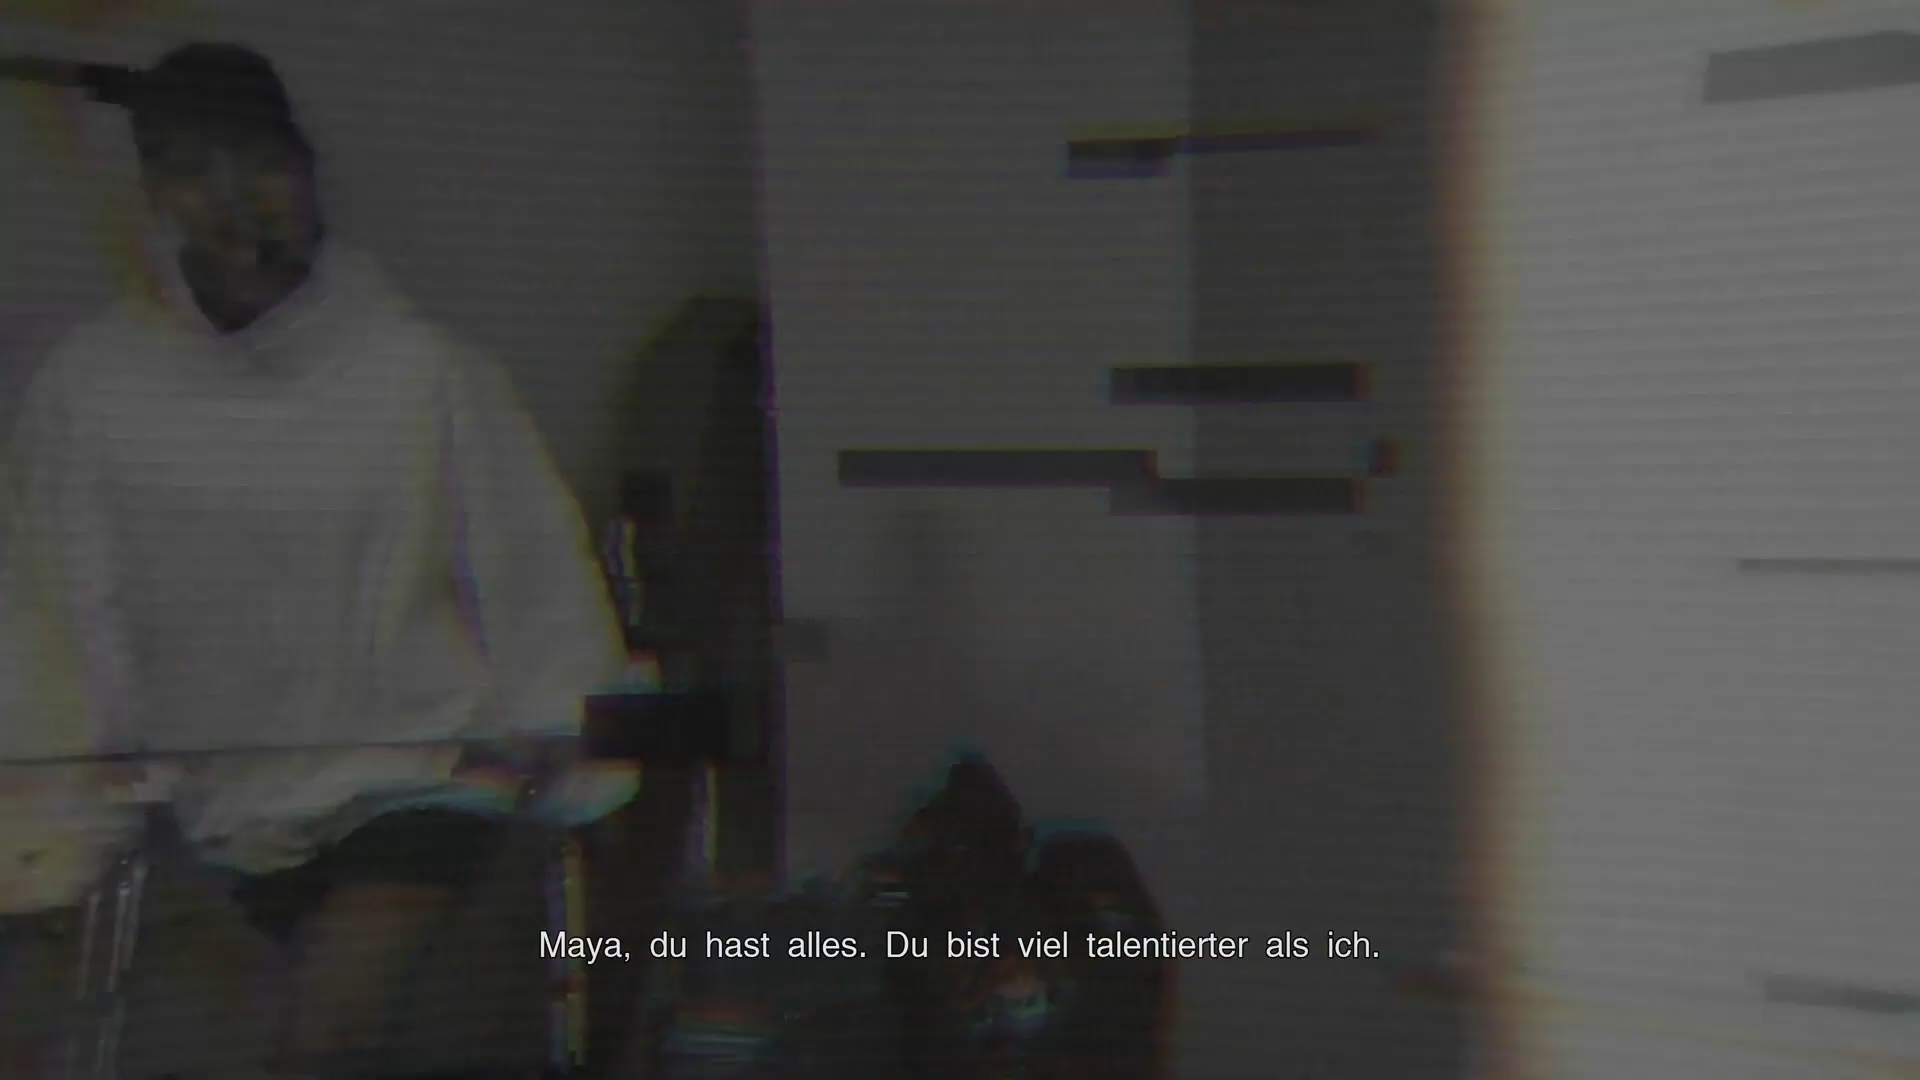 Maya, du hast alles. Du bist viel talentierter als ich.